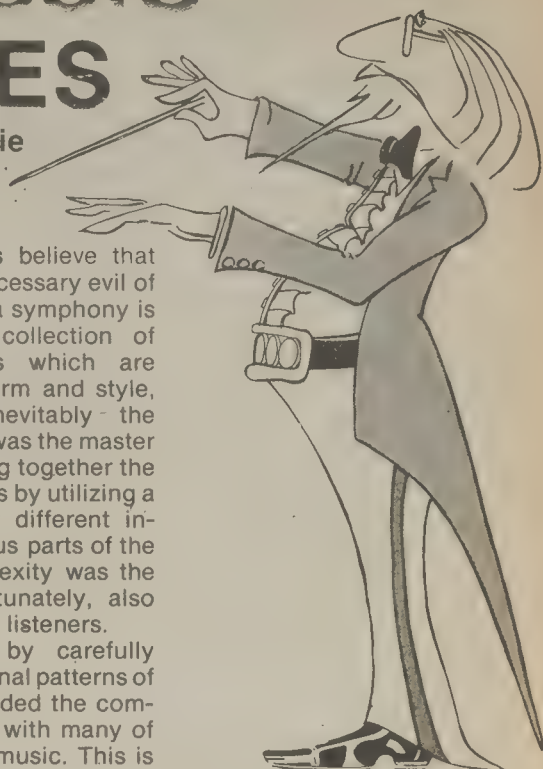 ES
ie
s believe that
cessary evil of
a symphony is
collection of
s which are
rm and style,
nevitably - the
was the master
g together the
s by utilizing a
different in-
us parts of the
exity was the
tunately, also
listeners.
by carefully
nal patterns of
ded the com-
with many of
music. This is